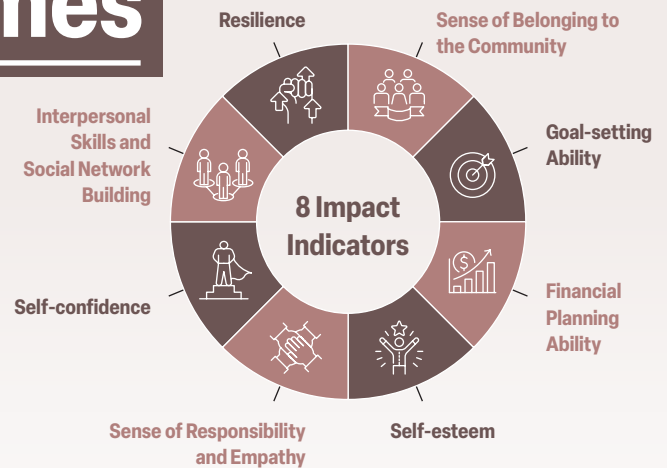 mes
Resilience
Sense of Belonging to
the Community
Interpersonal
Skills and
Social Network
Building
Goal-setting
Ability
8 Impact
Indicators
Self-confidence
Financial
Planning
Ability
Sense of Responsibility
and Empathy
Self-esteem